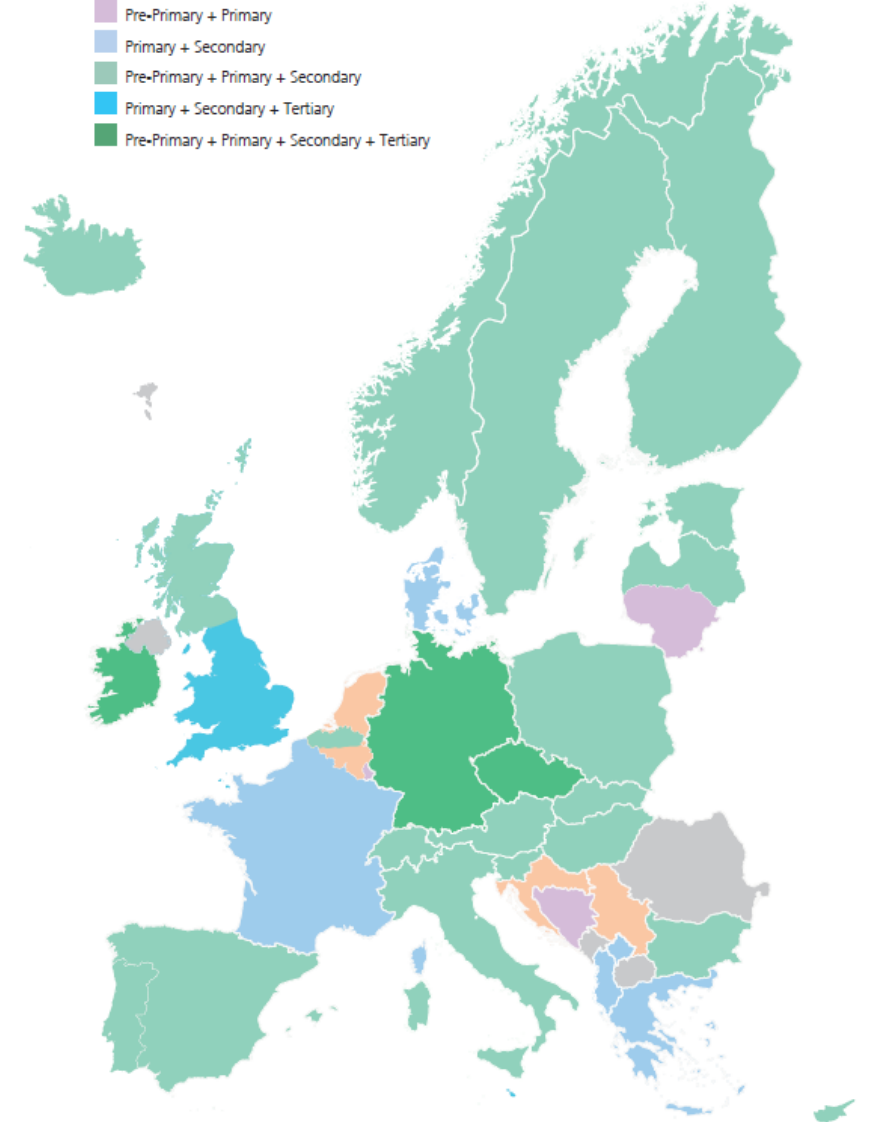 Pre-Primary + Primary
Primary + Secondary
Pre-Primary + Primary + Secondary
Primary + Secondary + Tertiary
Pre-Primary + Primary + Secondary + Tertiary